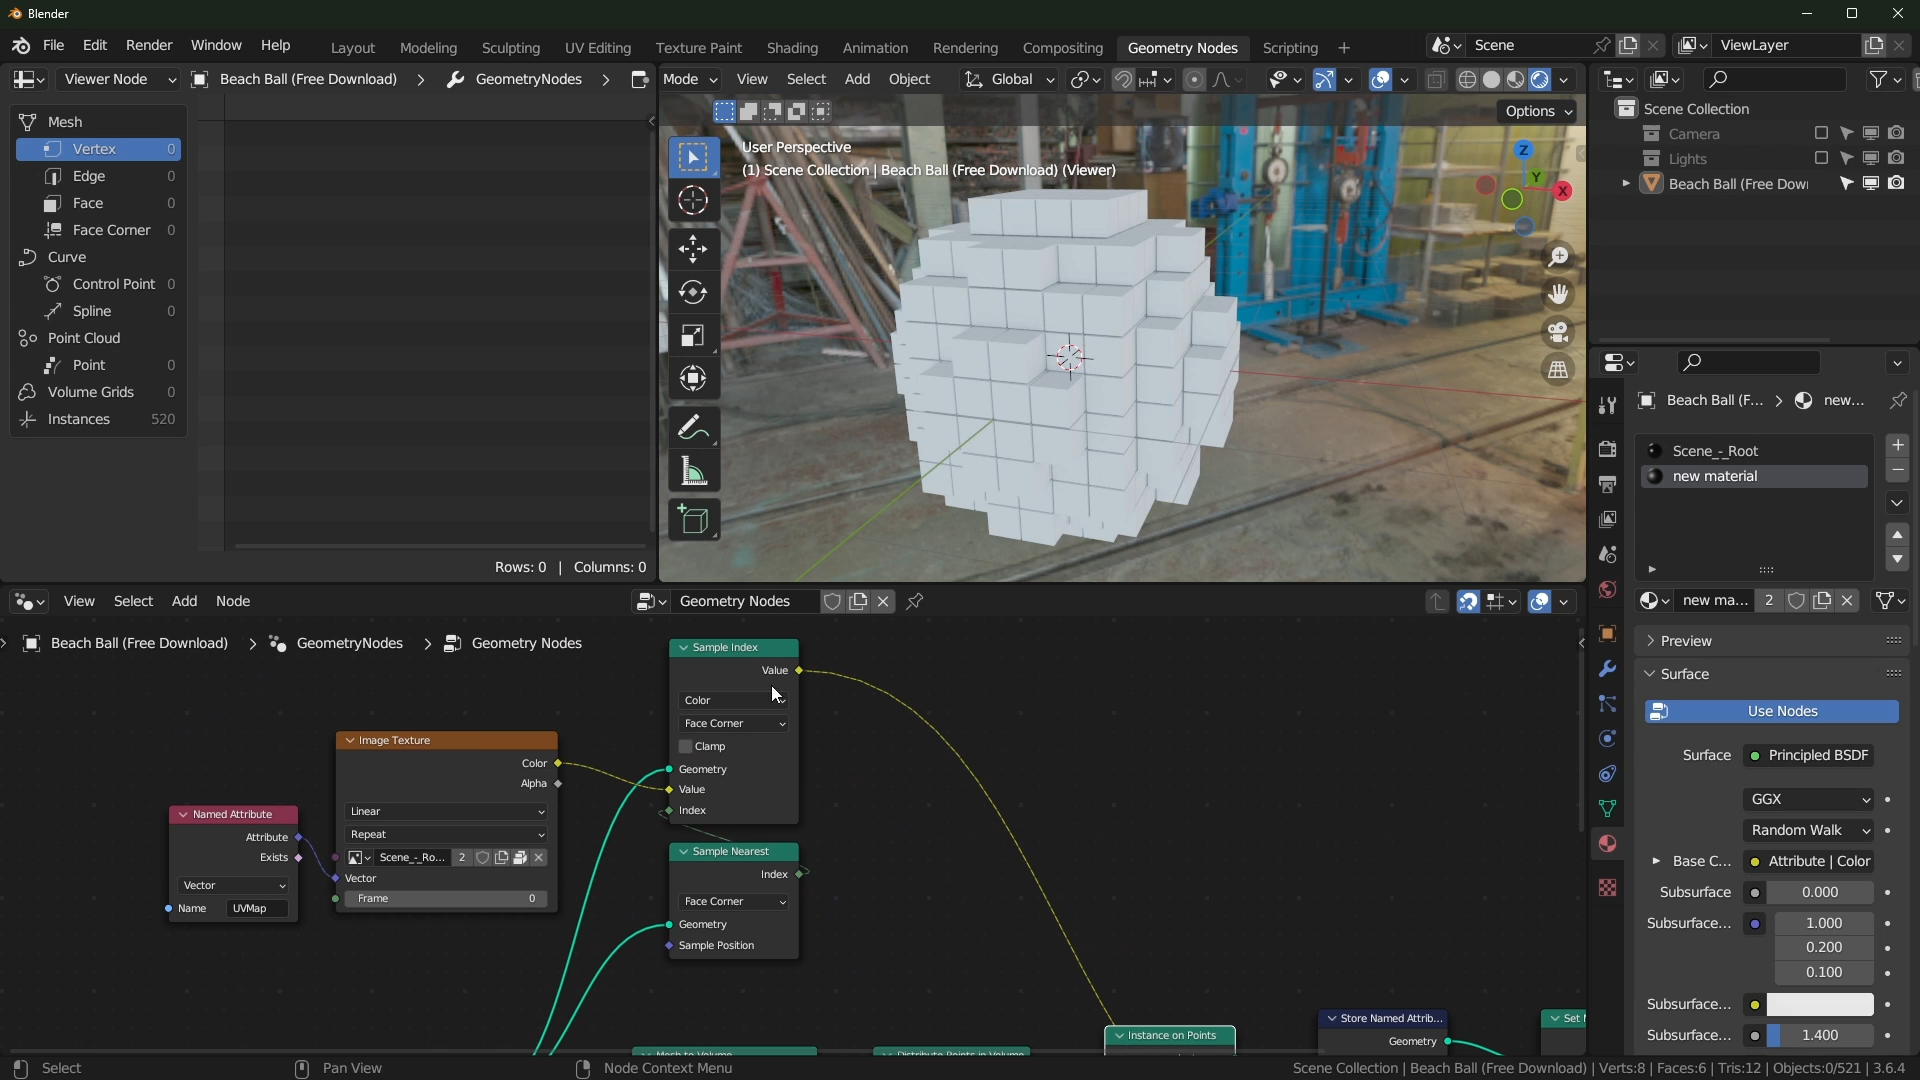 Blender
File Edit Render Window Help Layout Modeling Sculpting UV Editing Texture Paint Shading Animation Rendering Compositing Geometry Nodes Scripting Scene ViewLayer
Viewer Node Beach Ball (Free Download) GeometryNodes
Mode View Select Add Object Global
Options
Mesh
Vertex 0
Edge 0
Face 0
Face Corner 0
Curve
Control Point 0
Spline 0
Point Cloud
Point 0
Volume Grids 0
Instances 520
Rows: 0 | Columns: 0
User Perspective
(1) Scene Collection | Beach Ball (Free Download) (Viewer)
Z
Y
X
Scene Collection
Camera
Lights
Beach Ball (Free Dow
Beach Ball (F... new...
Scene_-_Root
new material
new ma... 2
Preview
Surface
Use Nodes
Surface Principled BSDF
GGX
Random Walk
Base C... Attribute | Color
Subsurface 0.000
Subsurface... 1.000
0.200
0.100
Subsurface...
Subsurface... 1.400
View Select Add Node Geometry Nodes
Beach Ball (Free Download) GeometryNodes Geometry Nodes
Sample Index
Value
Color
Face Corner
Clamp
Geometry
Value
Index
Image Texture
Color
Alpha
Linear
Repeat
Scene_-_Ro... 2
Vector
Frame 0
Named Attribute
Attribute
Exists
Vector
Name UVMap
Sample Nearest
Index
Face Corner
Geometry
Sample Position
Mesh to Volume
Distribute Points in Volume
Instance on Points
Store Named Attrib...
Geometry
Set
Select Pan View Node Context Menu
Scene Collection | Beach Ball (Free Download) | Verts:8 | Faces:6 | Tris:12 | Objects:0/521 | 3.6.4